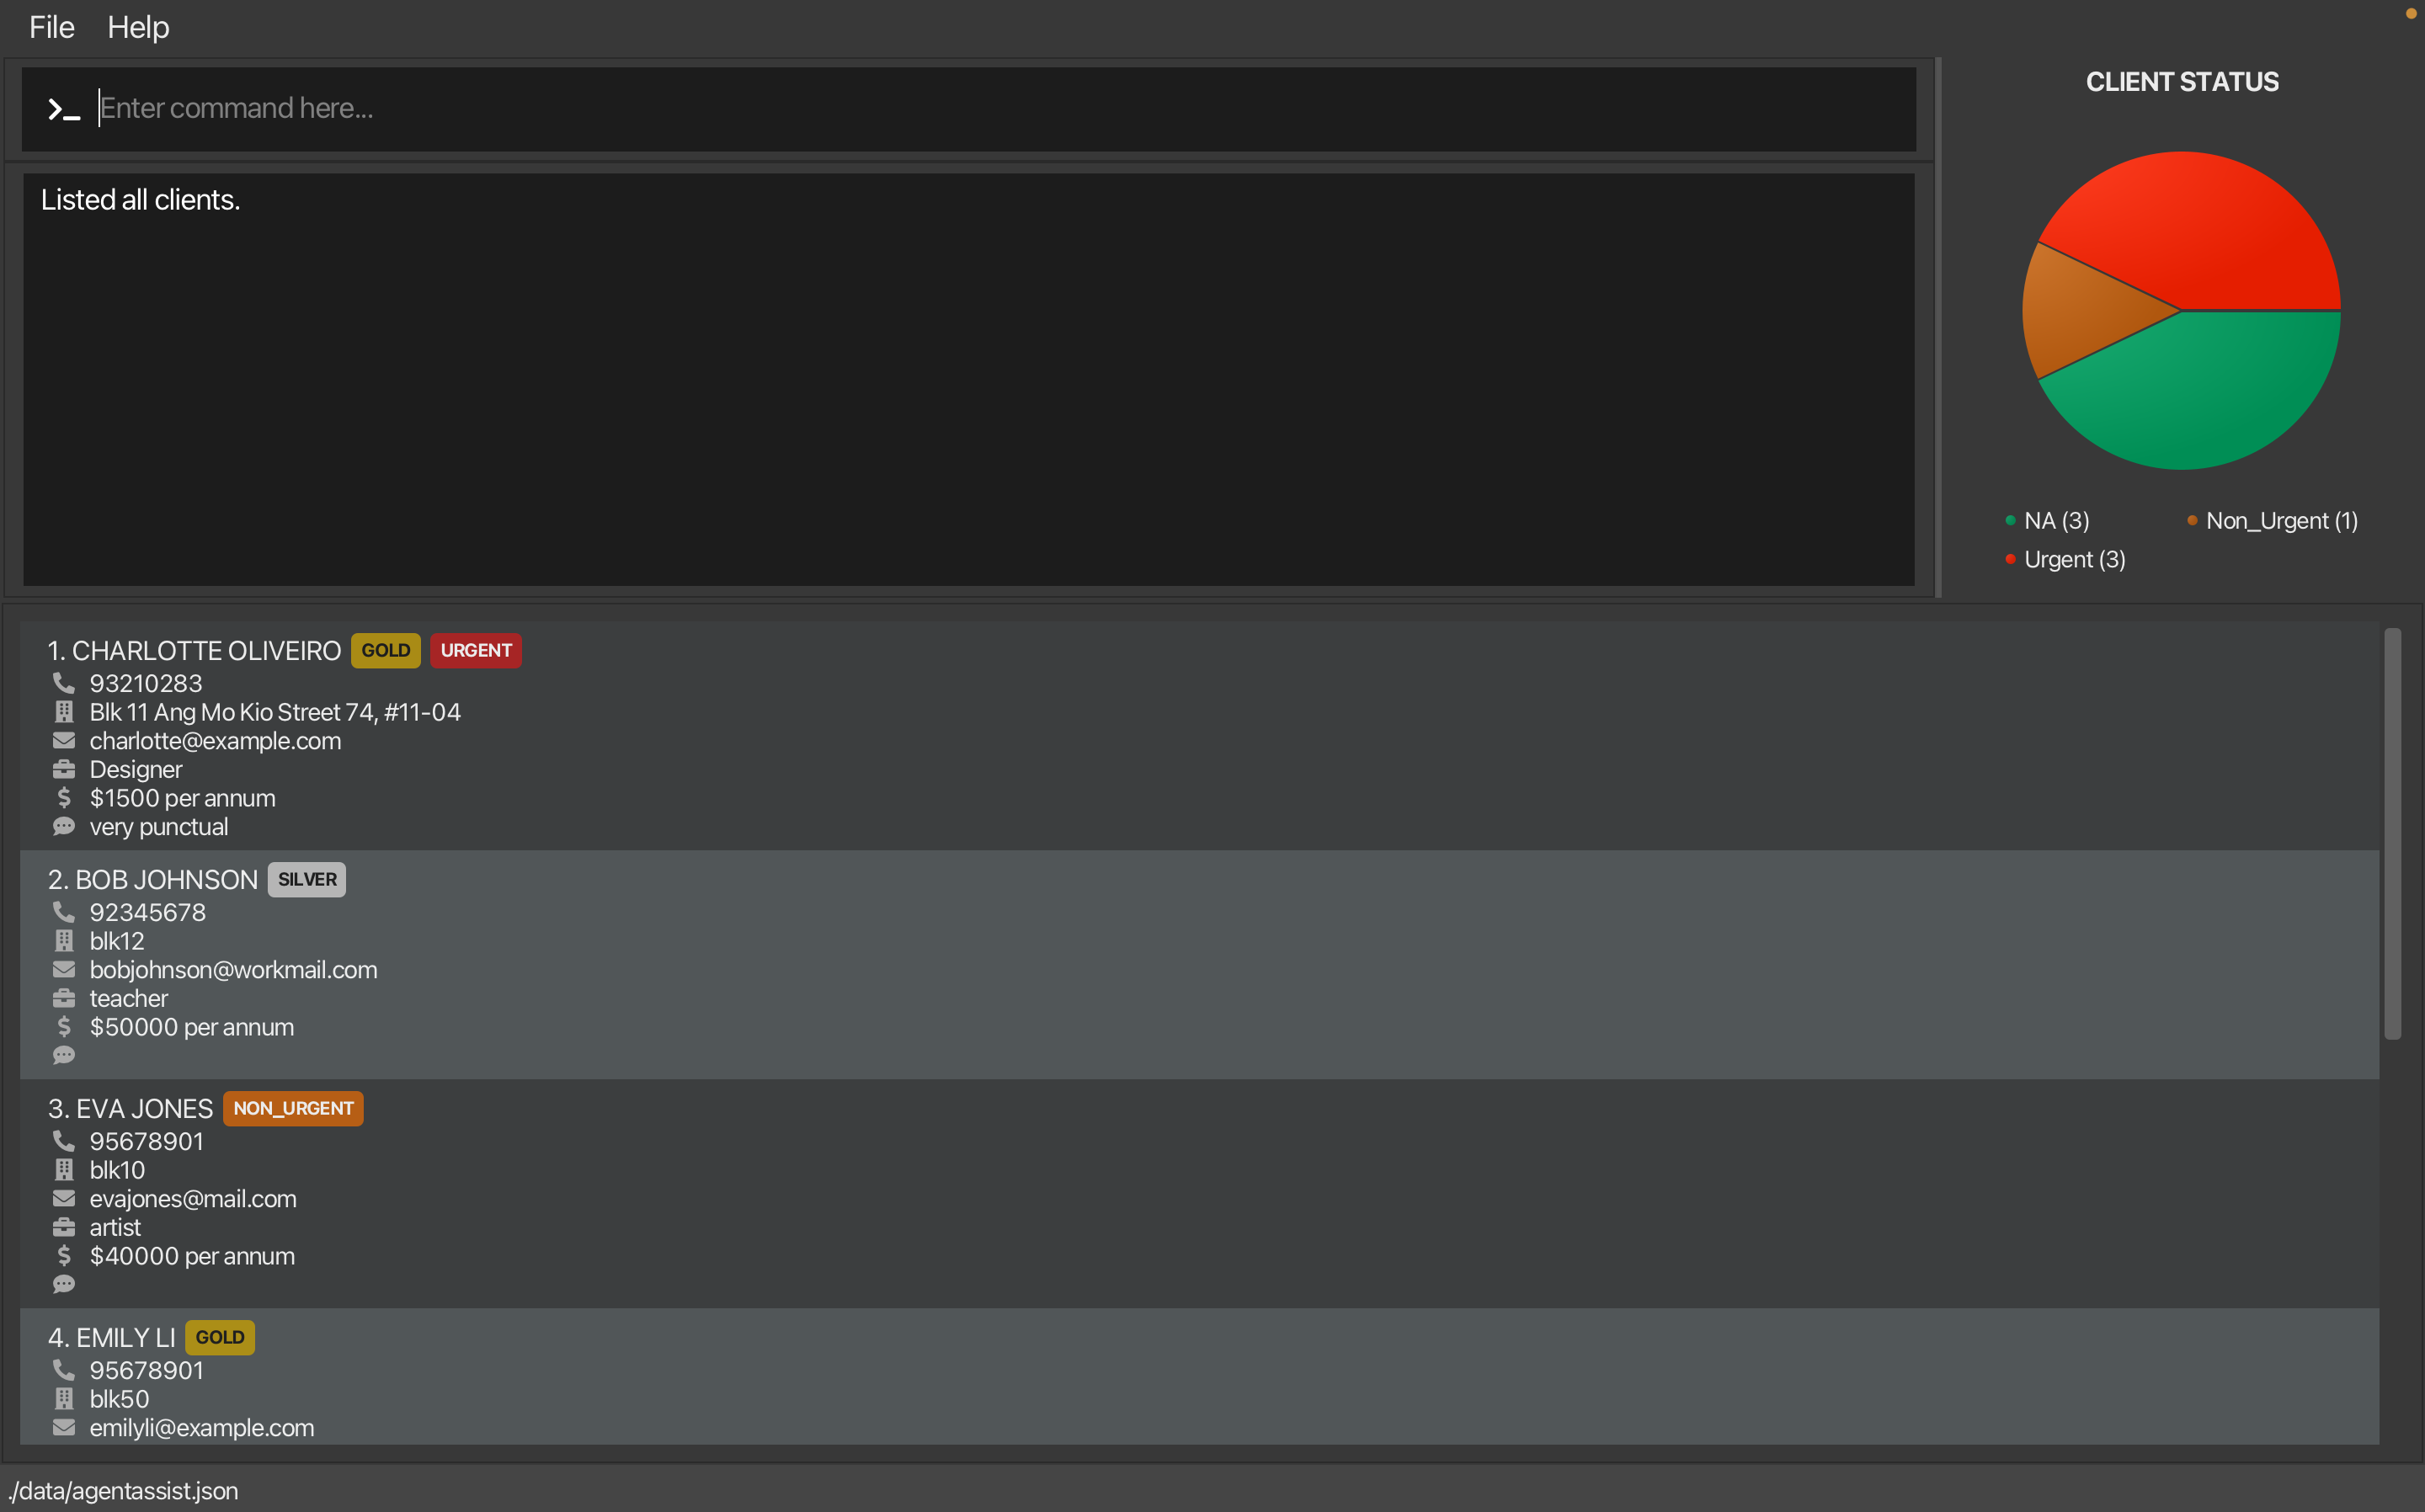 File Help
Enter command here...
Listed all clients.
CLIENT STATUS
NA (3) Non_Urgent (1)
Urgent (3)
1. CHARLOTTE OLIVEIRO GOLD URGENT
93210283
Blk 11 Ang Mo Kio Street 74, #11-04
charlotte@example.com
Designer
$1500 per annum
very punctual
2. BOB JOHNSON SILVER
92345678
blk12
bobjohnson@workmail.com
teacher
$50000 per annum
3. EVA JONES NON_URGENT
95678901
blk10
evajones@mail.com
artist
$40000 per annum
4. EMILY LI GOLD
95678901
blk50
emilyli@example.com
./data/agentassist.json